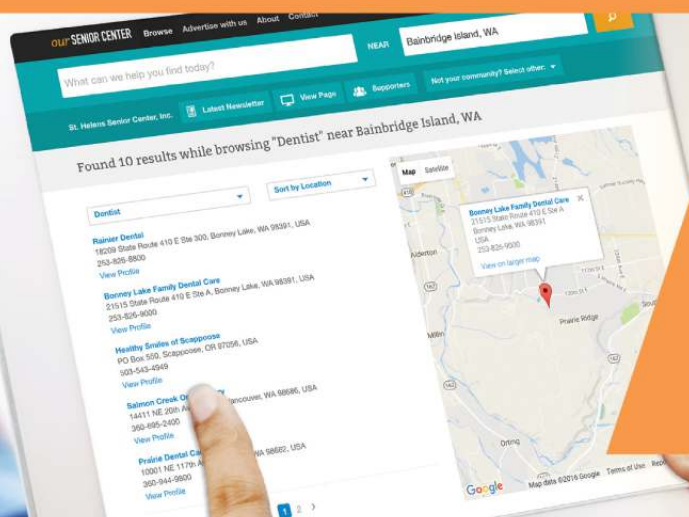 our SENIOR CENTER Browse Advertise with us About Contact
What can we help you find today?
NEAR
Bainbridge Island, WA
St. Helens Senior Center, Inc. Latest Newsletter View Page Supporters Not your community? Select other:
Found 10 results while browsing "Dentist" near Bainbridge Island, WA
Dentist
Sort by Location
Rainier Dental
18209 State Route 410 E Ste 300, Bonney Lake, WA 98391, USA
253-826-8800
View Profile
Bonney Lake Family Dental Care
21515 State Route 410 E Ste A, Bonney Lake, WA 98391, USA
253-826-9000
View Profile
Healthy Smiles of Scappoose
PO Box 550, Scappoose, OR 97056, USA
503-543-4949
View Profile
Salmon Creek
14411 NE 20th Vancouver, WA 98686, USA
360-695-2400
View Profile
Prairie Dental
10001 NE 117th WA 98682, USA
360-944-9800
View Profile
1 2
Map Satellite
Bonney Lake Family Dental Care
21515 State Route 410 E Ste A
Bonney Lake, WA 98391
USA
253-826-9000
View on larger map
Alderton
Prairie Ridge
Orting
Google
Map data ©2016 Google Terms of Use